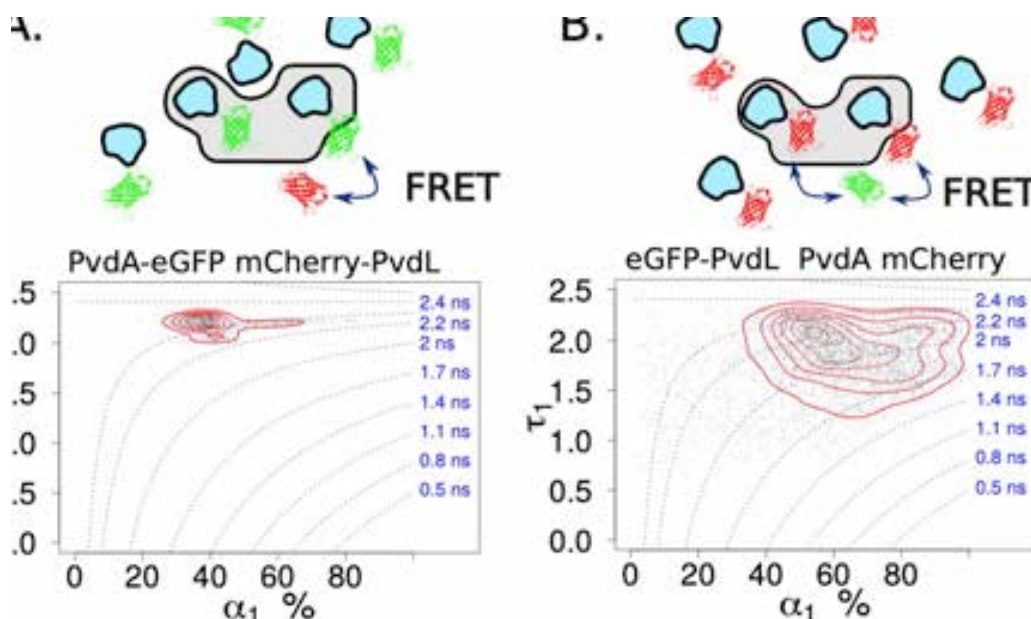 A.
FRET
PvdA-eGFP mCherry-PvdL
.5
.0
.5
.0
.5
.0
2.4 ns
2.2 ns
2 ns
1.7 ns
1.4 ns
1.1 ns
0.8 ns
0.5 ns
0 20 40 60 80
α₁ %
B.
FRET
eGFP-PvdL PvdA mCherry
τ₁
2.5
2.0
1.5
1.0
0.5
0.0
2.4 ns
2.2 ns
2 ns
1.7 ns
1.4 ns
1.1 ns
0.8 ns
0.5 ns
0 20 40 60 80
α₁ %